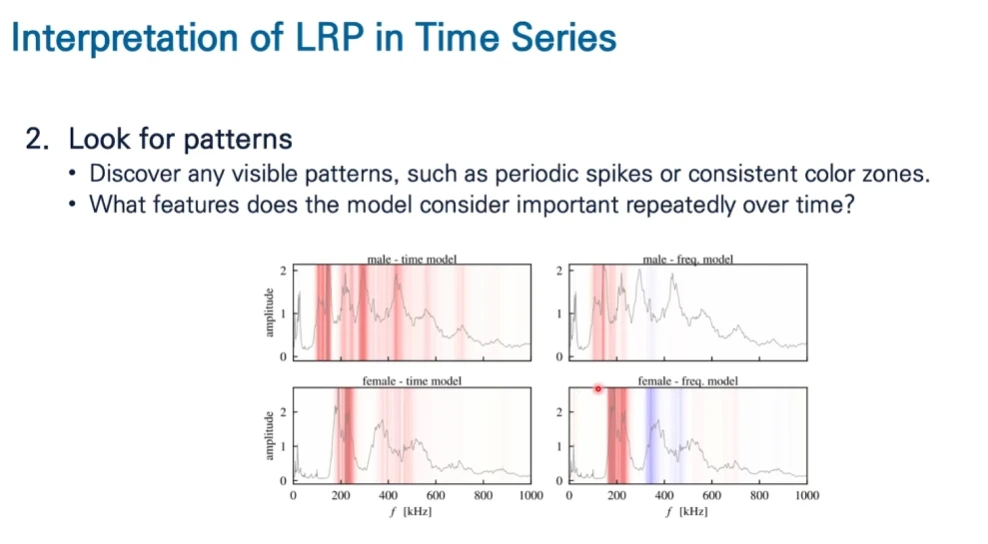 Interpretation of LRP in Time Series
2. Look for patterns
• Discover any visible patterns, such as periodic spikes or consistent color zones.
• What features does the model consider important repeatedly over time?
male - time model
male - freq. model
2
1
0
amplitude
2
1
0
female - time model
female - freq. model
2
1
0
amplitude
2
1
0
0 200 400 600 800 1000
0 200 400 600 800 1000
f [kHz]
f [kHz]